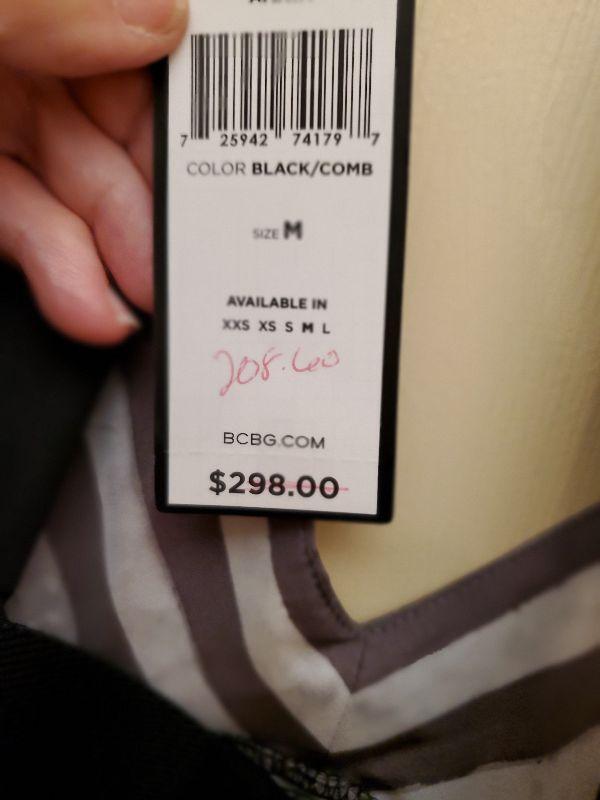 7 25942 74179 7
COLOR BLACK/COMB
SIZE M
AVAILABLE IN
XXS XS S M L
208.60
BCBG.COM
$298.00